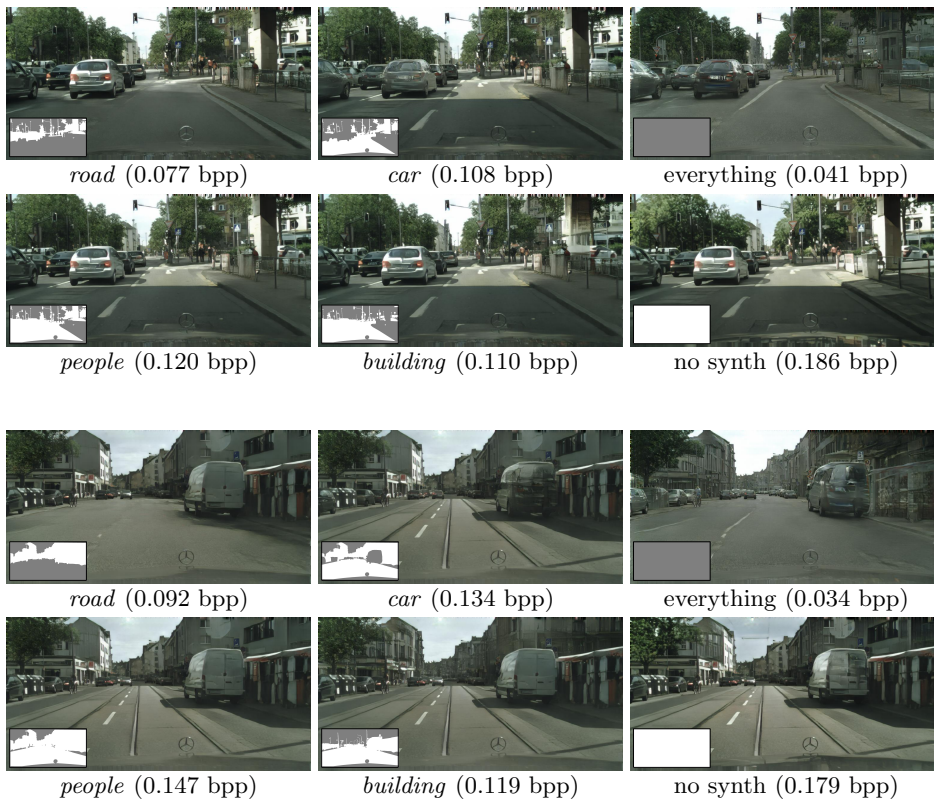 road (0.077 bpp) car (0.108 bpp) everything (0.041 bpp)
people (0.120 bpp) building (0.110 bpp) no synth (0.186 bpp)
road (0.092 bpp) car (0.134 bpp) everything (0.034 bpp)
people (0.147 bpp) building (0.119 bpp) no synth (0.179 bpp)